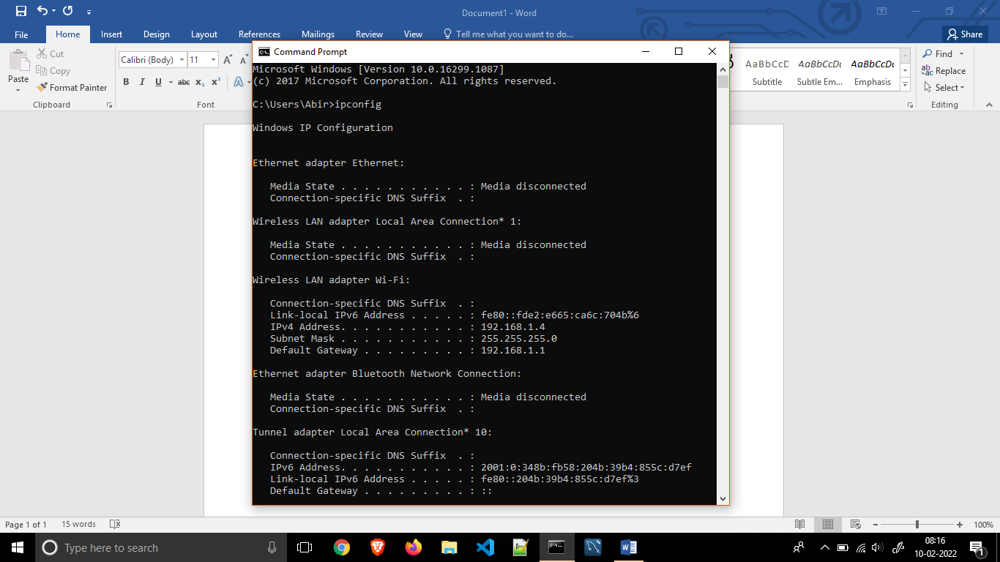 Document1 - Word
File Home Insert Design Layout References Mailings Review View Tell me what you want to do... Share
Cut
Copy
Paste
Format Painter
Clipboard
Calibri (Body) 11 A A
B I U abc x₂ x² A
Font
AaBbCcD AaBbCcDı AaBbCcDı
Subtitle Subtle Em... Emphasis
Find
Replace
Select
Editing
Command Prompt
Microsoft Windows [Version 10.0.16299.1087]
(c) 2017 Microsoft Corporation. All rights reserved.
C:\Users\Abir>ipconfig
Windows IP Configuration
Ethernet adapter Ethernet:
Media State . . . . . . . . . . . : Media disconnected
Connection-specific DNS Suffix  . :
Wireless LAN adapter Local Area Connection* 1:
Media State . . . . . . . . . . . : Media disconnected
Connection-specific DNS Suffix  . :
Wireless LAN adapter Wi-Fi:
Connection-specific DNS Suffix  . :
Link-local IPv6 Address . . . . . : fe80::fde2:e665:ca6c:704b%6
IPv4 Address. . . . . . . . . . . : 192.168.1.4
Subnet Mask . . . . . . . . . . . : 255.255.255.0
Default Gateway . . . . . . . . . : 192.168.1.1
Ethernet adapter Bluetooth Network Connection:
Media State . . . . . . . . . . . : Media disconnected
Connection-specific DNS Suffix  . :
Tunnel adapter Local Area Connection* 10:
Connection-specific DNS Suffix  . :
IPv6 Address. . . . . . . . . . . : 2001:0:348b:fb58:204b:39b4:855c:d7ef
Link-local IPv6 Address . . . . . : fe80::204b:39b4:855c:d7ef%3
Default Gateway . . . . . . . . . : ::
Page 1 of 1 15 words 100%
Type here to search
08:16
10-02-2022
1